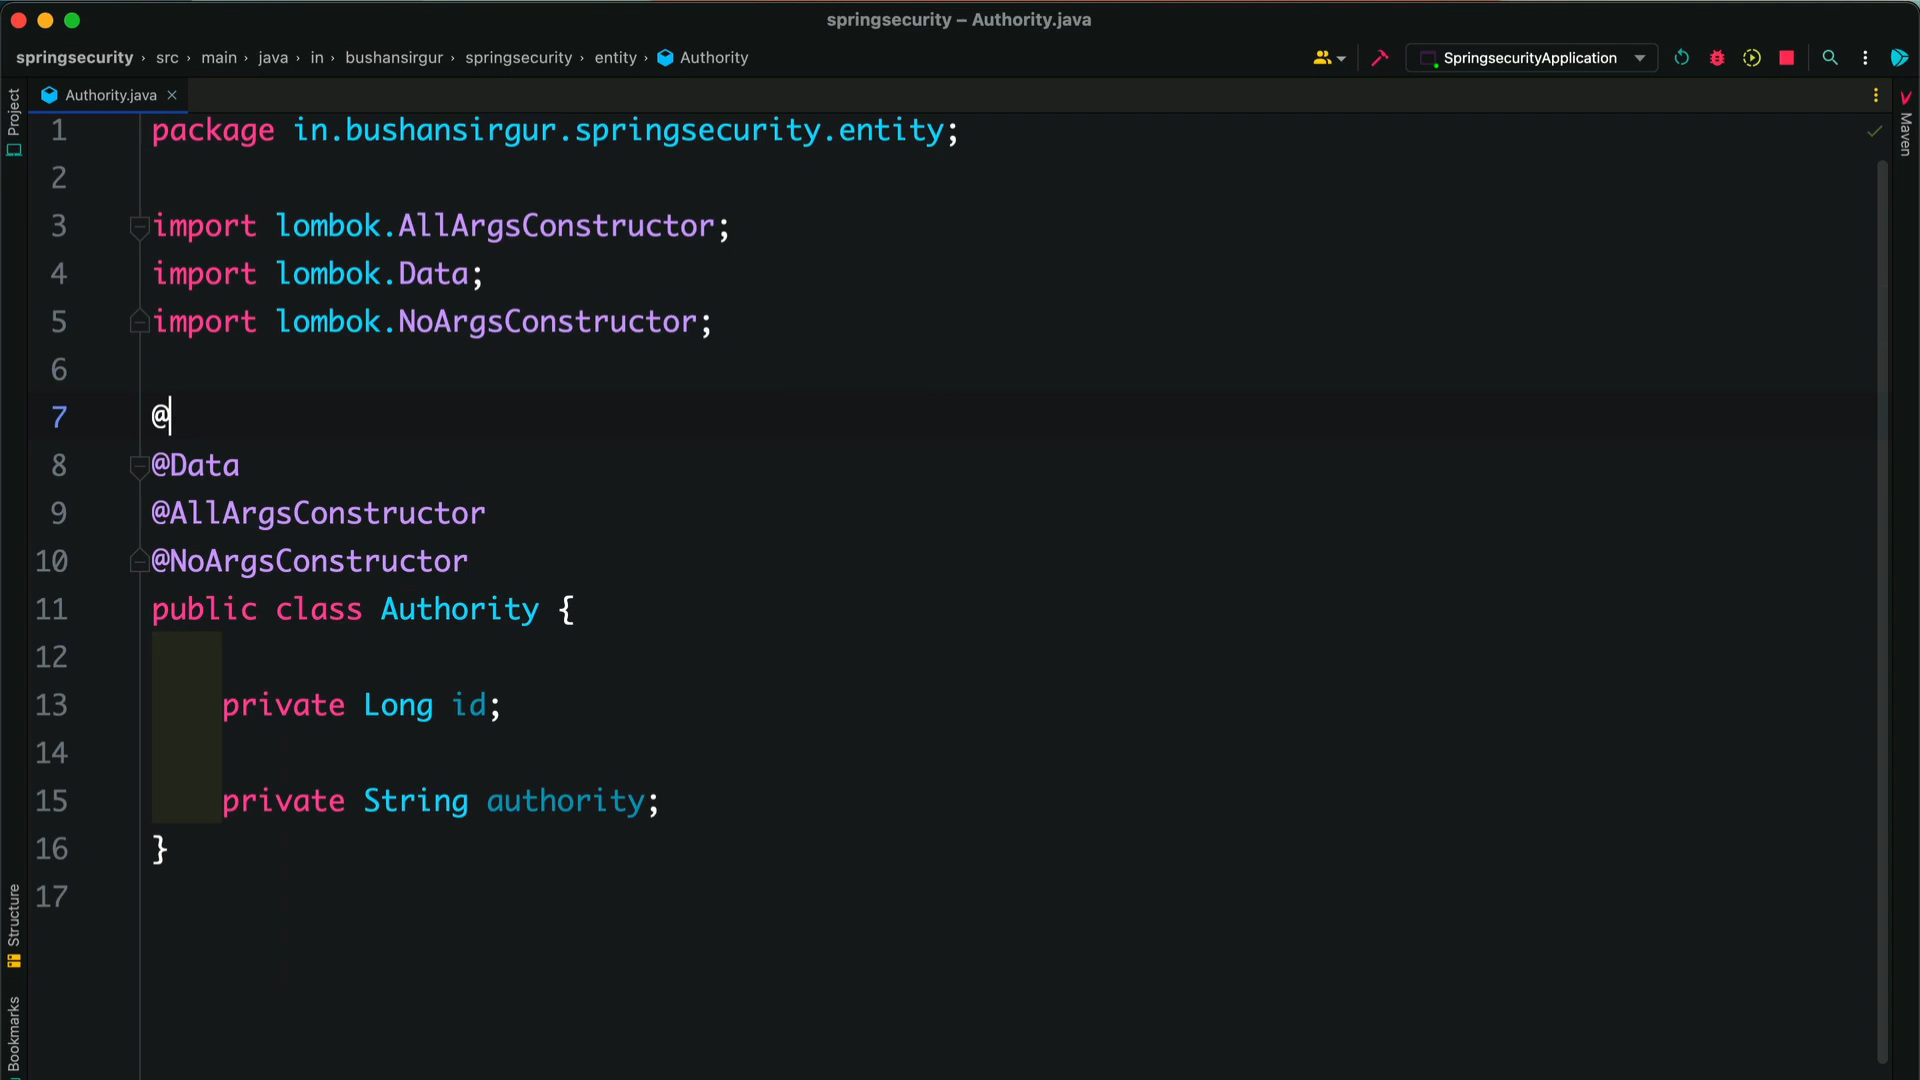 springsecurity – Authority.java
springsecurity › src › main › java › in › bushansirgur › springsecurity › entity › Authority
SpringsecurityApplication
Project
Authority.java
Maven
1 package in.bushansirgur.springsecurity.entity;
2
3 import lombok.AllArgsConstructor;
4 import lombok.Data;
5 import lombok.NoArgsConstructor;
6
7 @
8 @Data
9 @AllArgsConstructor
10 @NoArgsConstructor
11 public class Authority {
12
13 private Long id;
14
15 private String authority;
16 }
17
Structure
Bookmarks